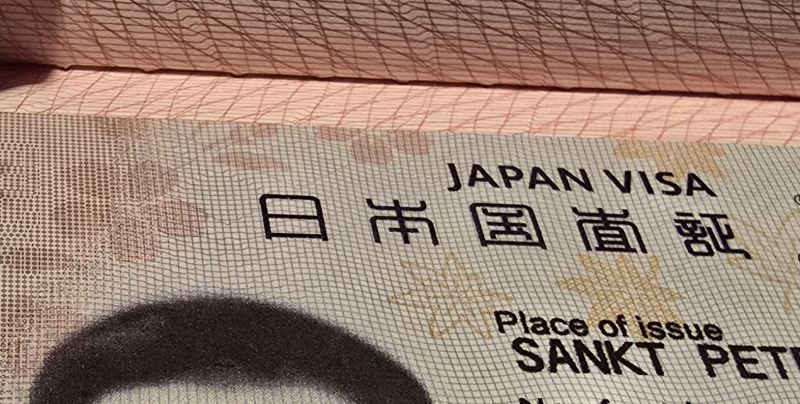 JAPAN VISA
日本国査証
Place of issue
SANKT PET